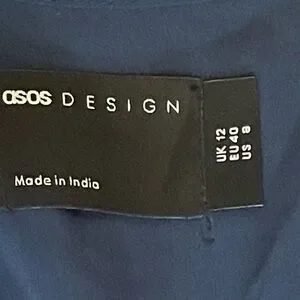 asos DESIGN
Made in India
UK 12
EU 40
US 8